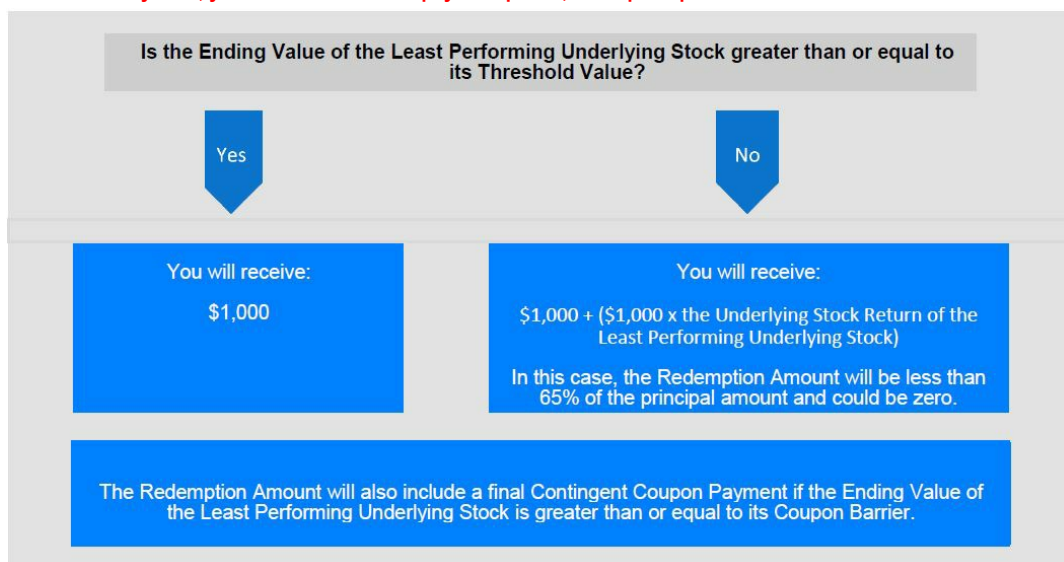 Is the Ending Value of the Least Performing Underlying Stock greater than or equal to
its Threshold Value?
Yes
No
You will receive:
$1,000
You will receive:
$1,000 + ($1,000 x the Underlying Stock Return of the
Least Performing Underlying Stock)
In this case, the Redemption Amount will be less than
65% of the principal amount and could be zero.
The Redemption Amount will also include a final Contingent Coupon Payment if the Ending Value of
the Least Performing Underlying Stock is greater than or equal to its Coupon Barrier.